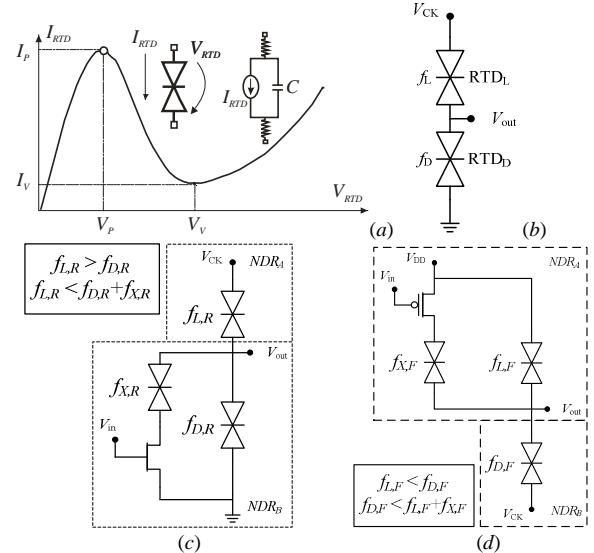 I_P
I_RTD
I_RTD
V_RTD
I_RTD
C
I_V
V_RTD
V_P
V_V
(a)
V_CK
f_L
RTD_L
V_out
f_D
RTD_D
(b)
f_L,R > f_D,R
f_L,R < f_D,R+f_X,R
V_CK
NDR_A
f_L,R
V_out
f_X,R
f_D,R
V_in
NDR_B
(c)
NDR_A
V_DD
V_in
f_X,F
f_L,F
V_out
f_D,F
f_L,F < f_D,F
f_D,F < f_L,F+f_X,F
V_CK
NDR_B
(d)